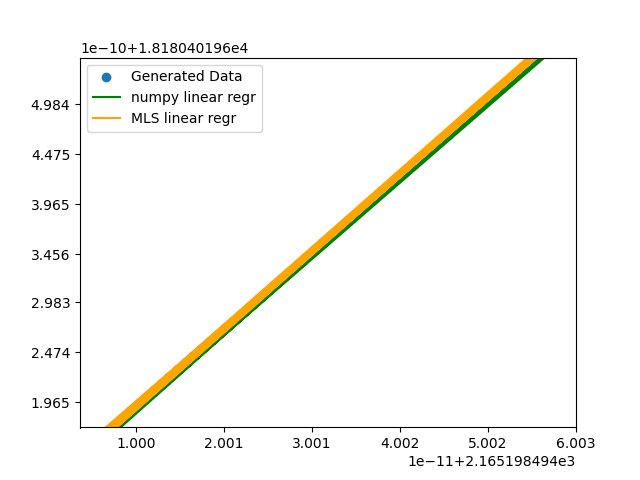 1e−10+1.818040196e4
Generated Data
numpy linear regr
MLS linear regr
4.984
4.475
3.965
3.456
2.983
2.474
1.965
1.000 2.001 3.001 4.002 5.002 6.003
1e−11+2.165198494e3